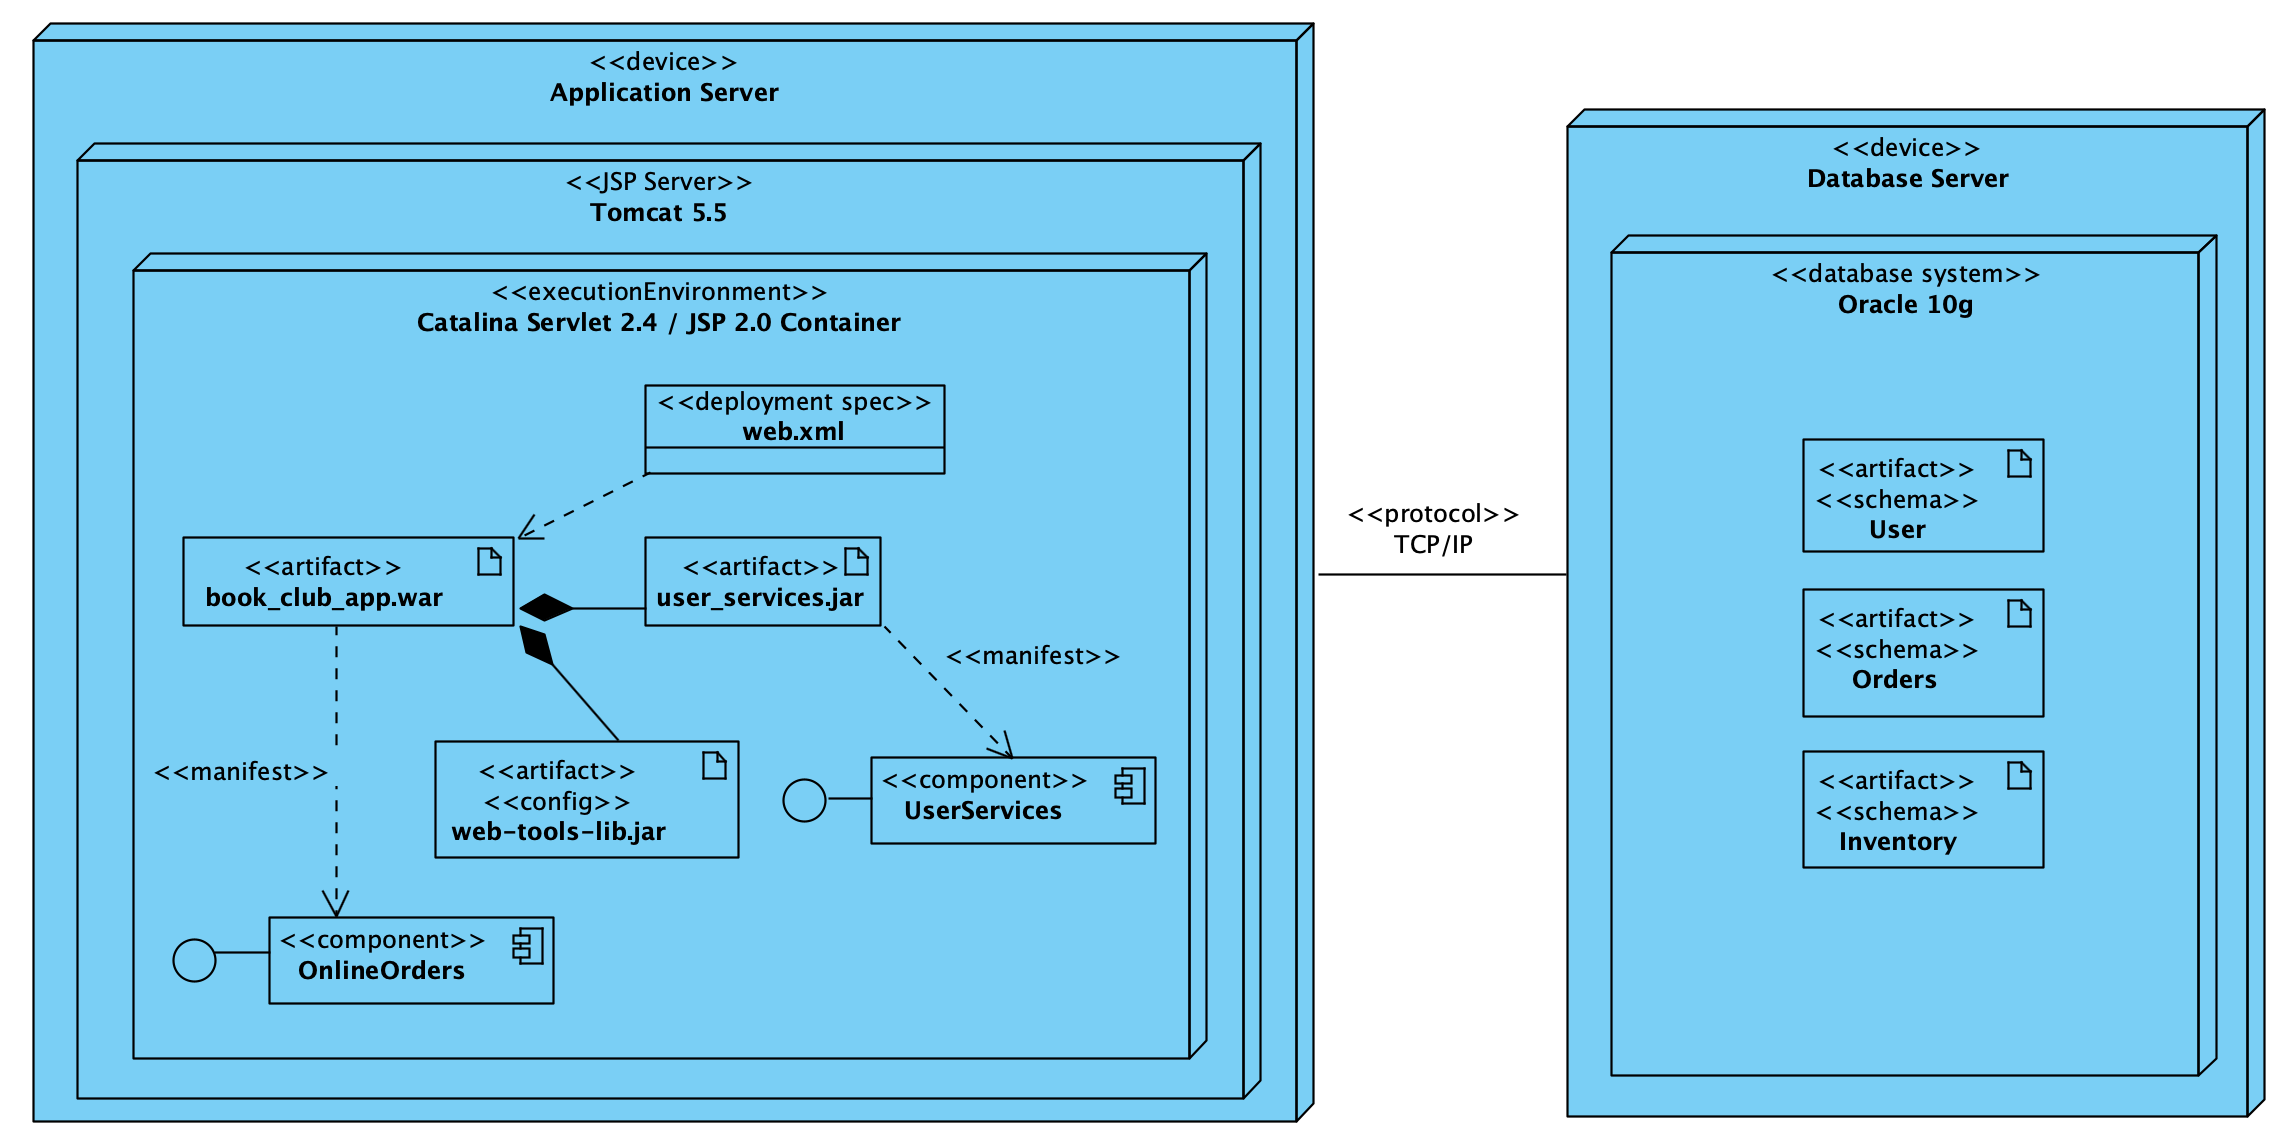 <<device>>
Application Server
<<JSP Server>>
Tomcat 5.5
<<executionEnvironment>>
Catalina Servlet 2.4 / JSP 2.0 Container
<<deployment spec>>
web.xml
<<artifact>>
book_club_app.war
<<artifact>>
user_services.jar
<<manifest>>
<<manifest>>
<<artifact>>
<<config>>
web-tools-lib.jar
<<component>>
UserServices
<<component>>
OnlineOrders
<<protocol>>
TCP/IP
<<device>>
Database Server
<<database system>>
Oracle 10g
<<artifact>>
<<schema>>
User
<<artifact>>
<<schema>>
Orders
<<artifact>>
<<schema>>
Inventory